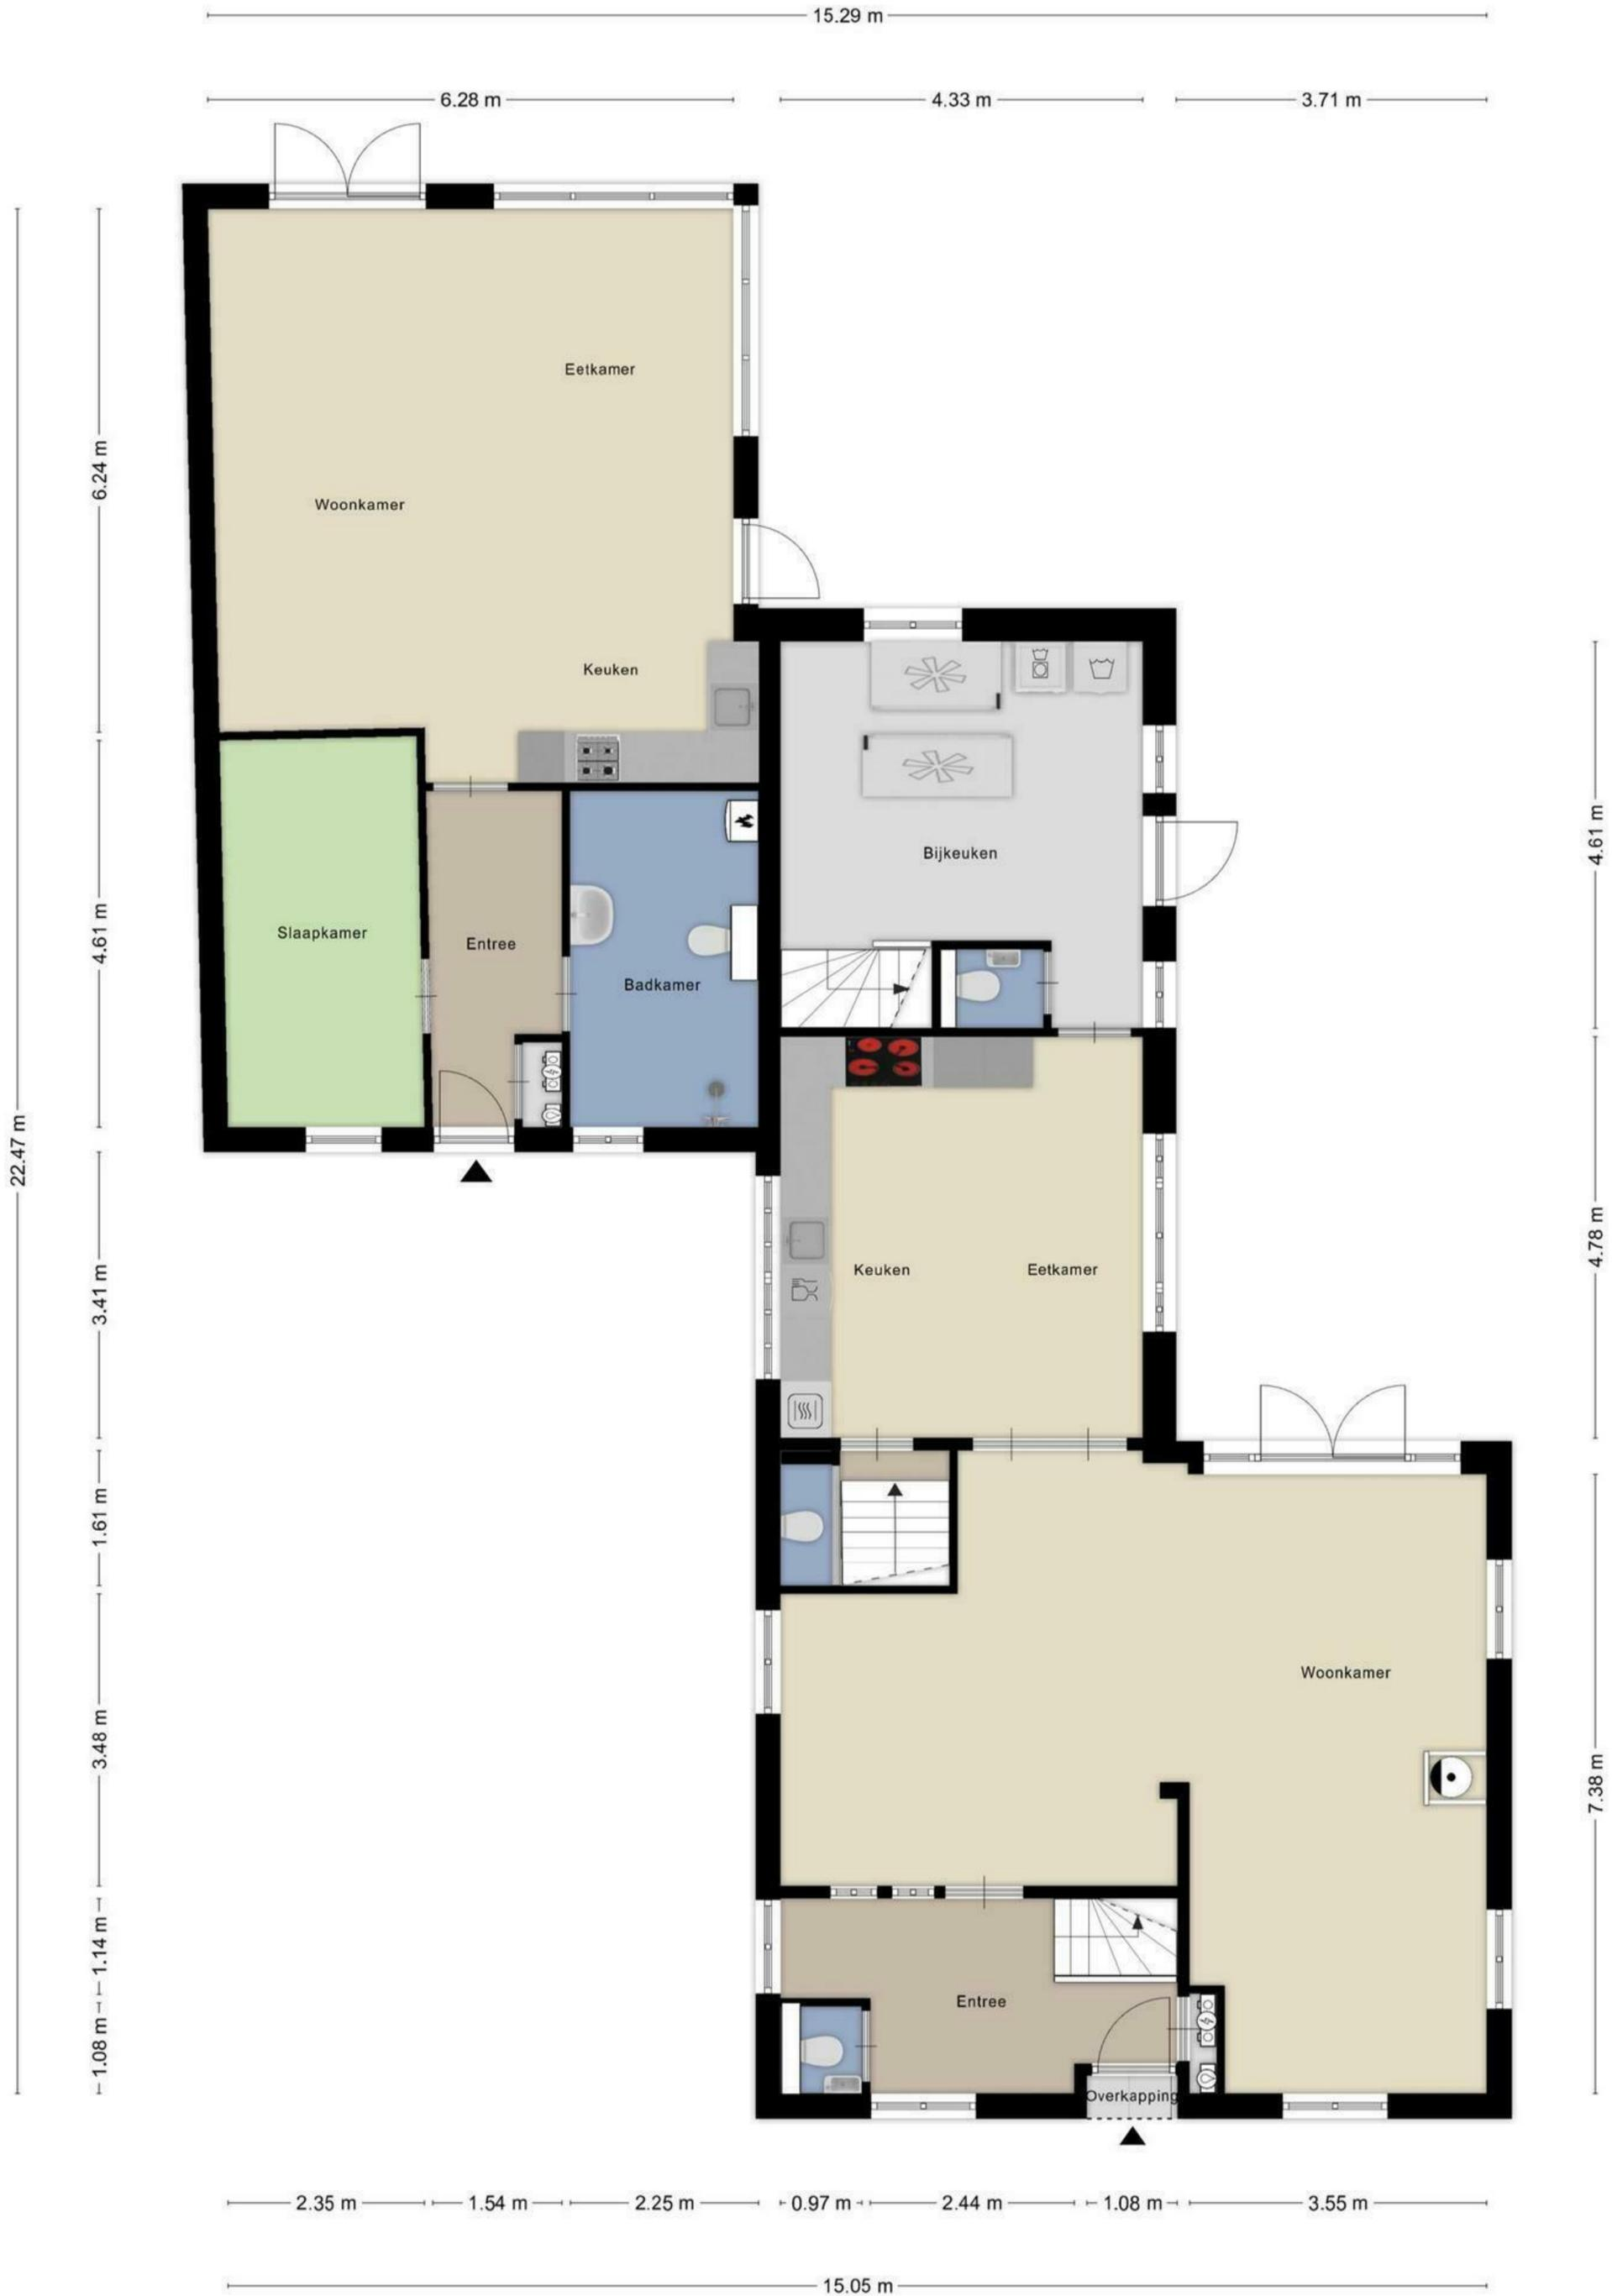 15.29 m
6.28 m
4.33 m
3.71 m
Eetkamer
6.24 m
Woonkamer
Keuken
4.61 m
Bijkeuken
Slaapkamer
Entree
4.61 m
Badkamer
22.47 m
4.78 m
Keuken
Eetkamer
3.41 m
1.61 m
Woonkamer
3.48 m
7.38 m
1.14 m
Entree
1.08 m
Overkapping
2.35 m
1.54 m
2.25 m
0.97 m
2.44 m
1.08 m
3.55 m
15.05 m